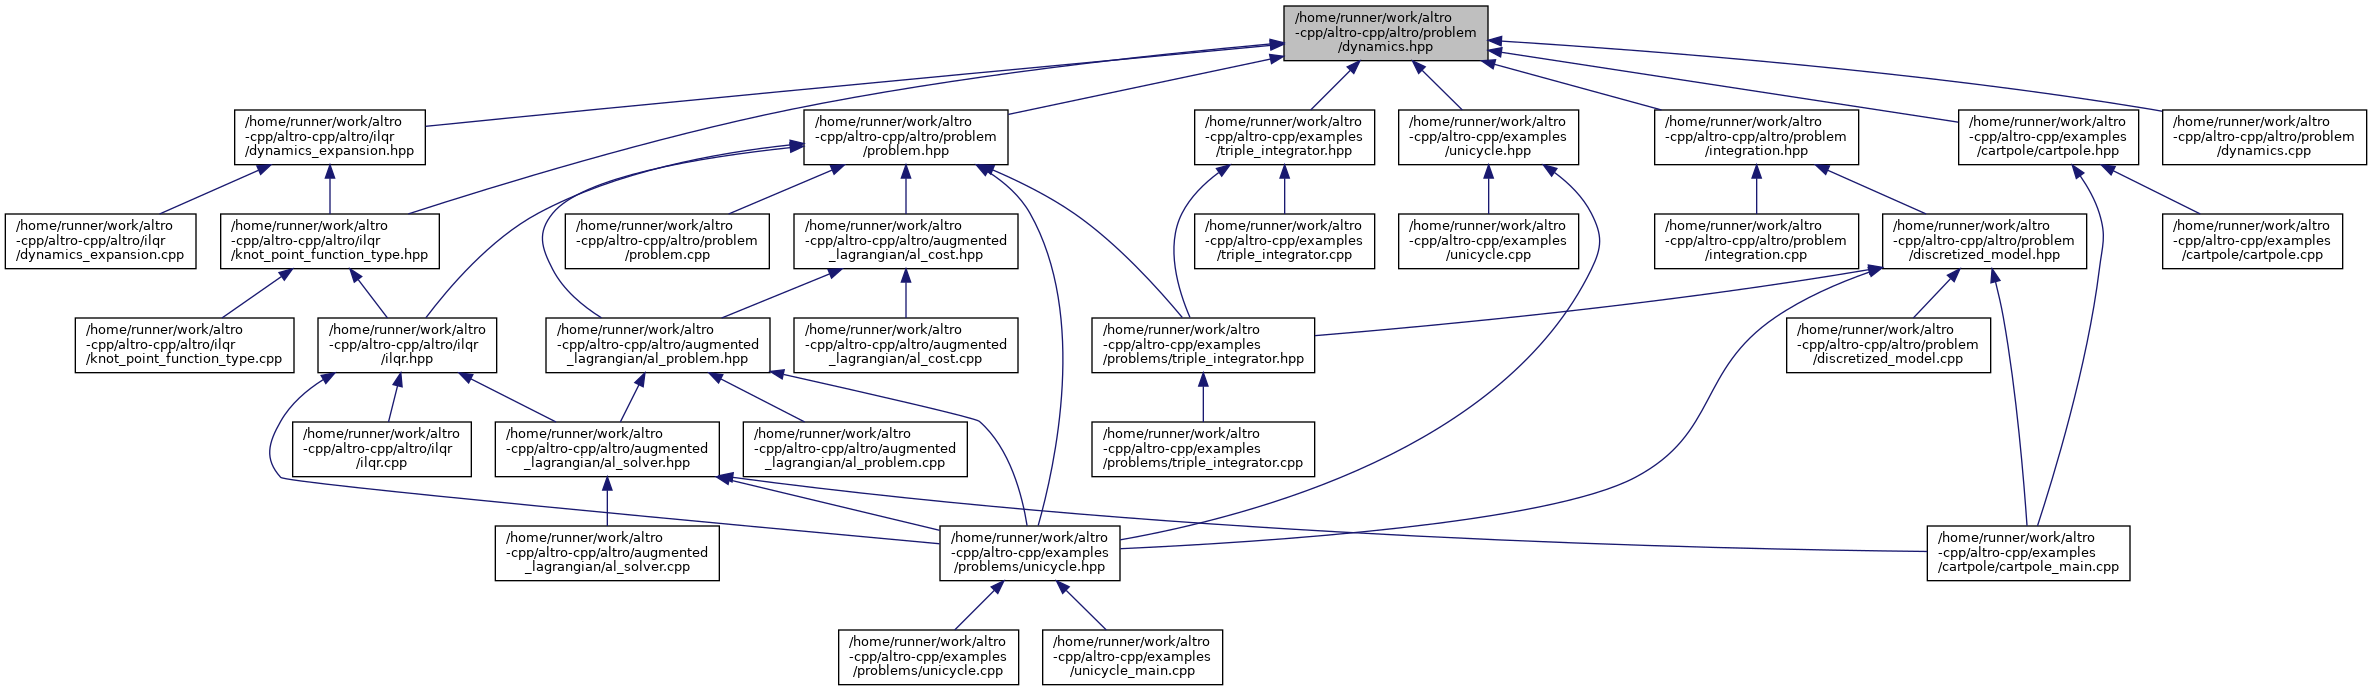 /home/runner/work/altro
-cpp/altro-cpp/altro/problem
/dynamics.hpp
/home/runner/work/altro
-cpp/altro-cpp/altro/ilqr
/dynamics_expansion.hpp
/home/runner/work/altro
-cpp/altro-cpp/altro/problem
/problem.hpp
/home/runner/work/altro
-cpp/altro-cpp/examples
/triple_integrator.hpp
/home/runner/work/altro
-cpp/altro-cpp/examples
/unicycle.hpp
/home/runner/work/altro
-cpp/altro-cpp/altro/problem
/integration.hpp
/home/runner/work/altro
-cpp/altro-cpp/examples
/cartpole/cartpole.hpp
/home/runner/work/altro
-cpp/altro-cpp/altro/problem
/dynamics.cpp
/home/runner/work/altro
-cpp/altro-cpp/altro/ilqr
/dynamics_expansion.cpp
/home/runner/work/altro
-cpp/altro-cpp/altro/ilqr
/knot_point_function_type.hpp
/home/runner/work/altro
-cpp/altro-cpp/altro/problem
/problem.cpp
/home/runner/work/altro
-cpp/altro-cpp/altro/augmented
_lagrangian/al_cost.hpp
/home/runner/work/altro
-cpp/altro-cpp/examples
/triple_integrator.cpp
/home/runner/work/altro
-cpp/altro-cpp/examples
/unicycle.cpp
/home/runner/work/altro
-cpp/altro-cpp/altro/problem
/integration.cpp
/home/runner/work/altro
-cpp/altro-cpp/altro/problem
/discretized_model.hpp
/home/runner/work/altro
-cpp/altro-cpp/examples
/cartpole/cartpole.cpp
/home/runner/work/altro
-cpp/altro-cpp/altro/ilqr
/knot_point_function_type.cpp
/home/runner/work/altro
-cpp/altro-cpp/altro/ilqr
/ilqr.hpp
/home/runner/work/altro
-cpp/altro-cpp/altro/augmented
_lagrangian/al_problem.hpp
/home/runner/work/altro
-cpp/altro-cpp/altro/augmented
_lagrangian/al_cost.cpp
/home/runner/work/altro
-cpp/altro-cpp/examples
/problems/triple_integrator.hpp
/home/runner/work/altro
-cpp/altro-cpp/altro/problem
/discretized_model.cpp
/home/runner/work/altro
-cpp/altro-cpp/altro/ilqr
/ilqr.cpp
/home/runner/work/altro
-cpp/altro-cpp/altro/augmented
_lagrangian/al_solver.hpp
/home/runner/work/altro
-cpp/altro-cpp/altro/augmented
_lagrangian/al_problem.cpp
/home/runner/work/altro
-cpp/altro-cpp/examples
/problems/triple_integrator.cpp
/home/runner/work/altro
-cpp/altro-cpp/altro/augmented
_lagrangian/al_solver.cpp
/home/runner/work/altro
-cpp/altro-cpp/examples
/problems/unicycle.hpp
/home/runner/work/altro
-cpp/altro-cpp/examples
/cartpole/cartpole_main.cpp
/home/runner/work/altro
-cpp/altro-cpp/examples
/problems/unicycle.cpp
/home/runner/work/altro
-cpp/altro-cpp/examples
/unicycle_main.cpp